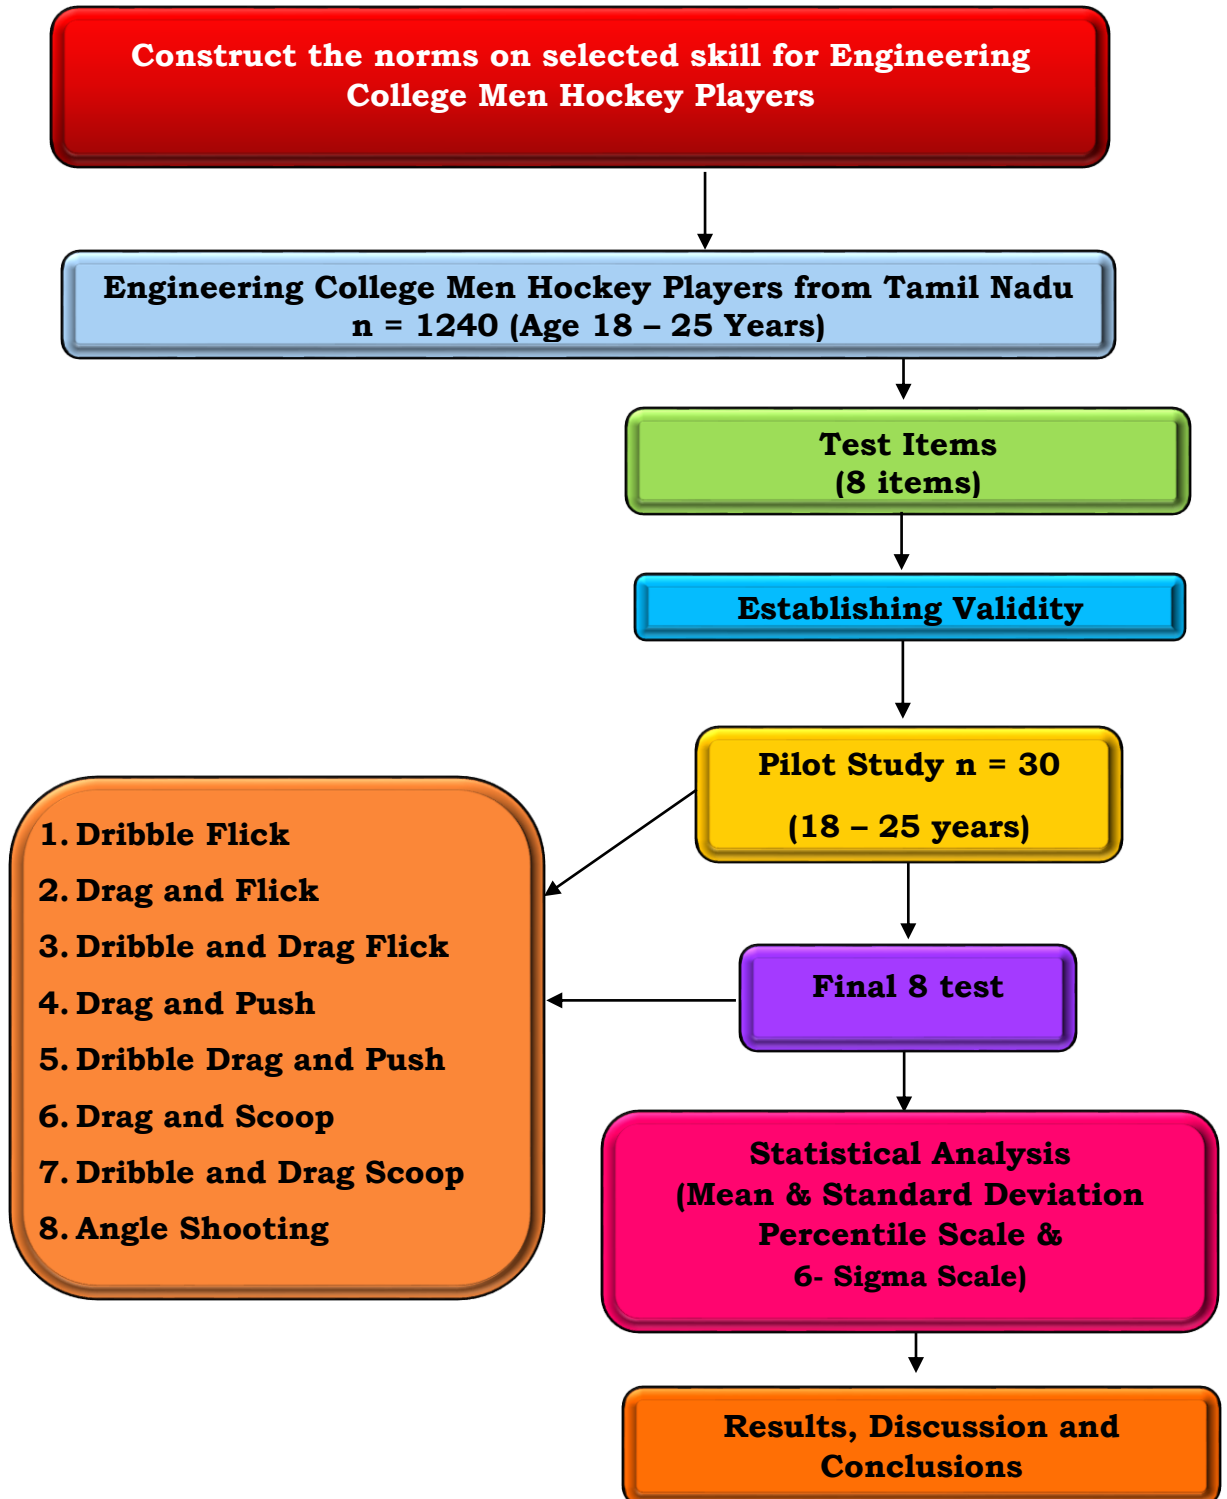 Construct the norms on selected skill for Engineering
College Men Hockey Players
Engineering College Men Hockey Players from Tamil Nadu
n = 1240 (Age 18 – 25 Years)
Test Items
(8 items)
Establishing Validity
Pilot Study n = 30
(18 – 25 years)
1. Dribble Flick
2. Drag and Flick
3. Dribble and Drag Flick
4. Drag and Push
5. Dribble Drag and Push
6. Drag and Scoop
7. Dribble and Drag Scoop
8. Angle Shooting
Final 8 test
Statistical Analysis
(Mean & Standard Deviation
Percentile Scale &
6- Sigma Scale)
Results, Discussion and
Conclusions